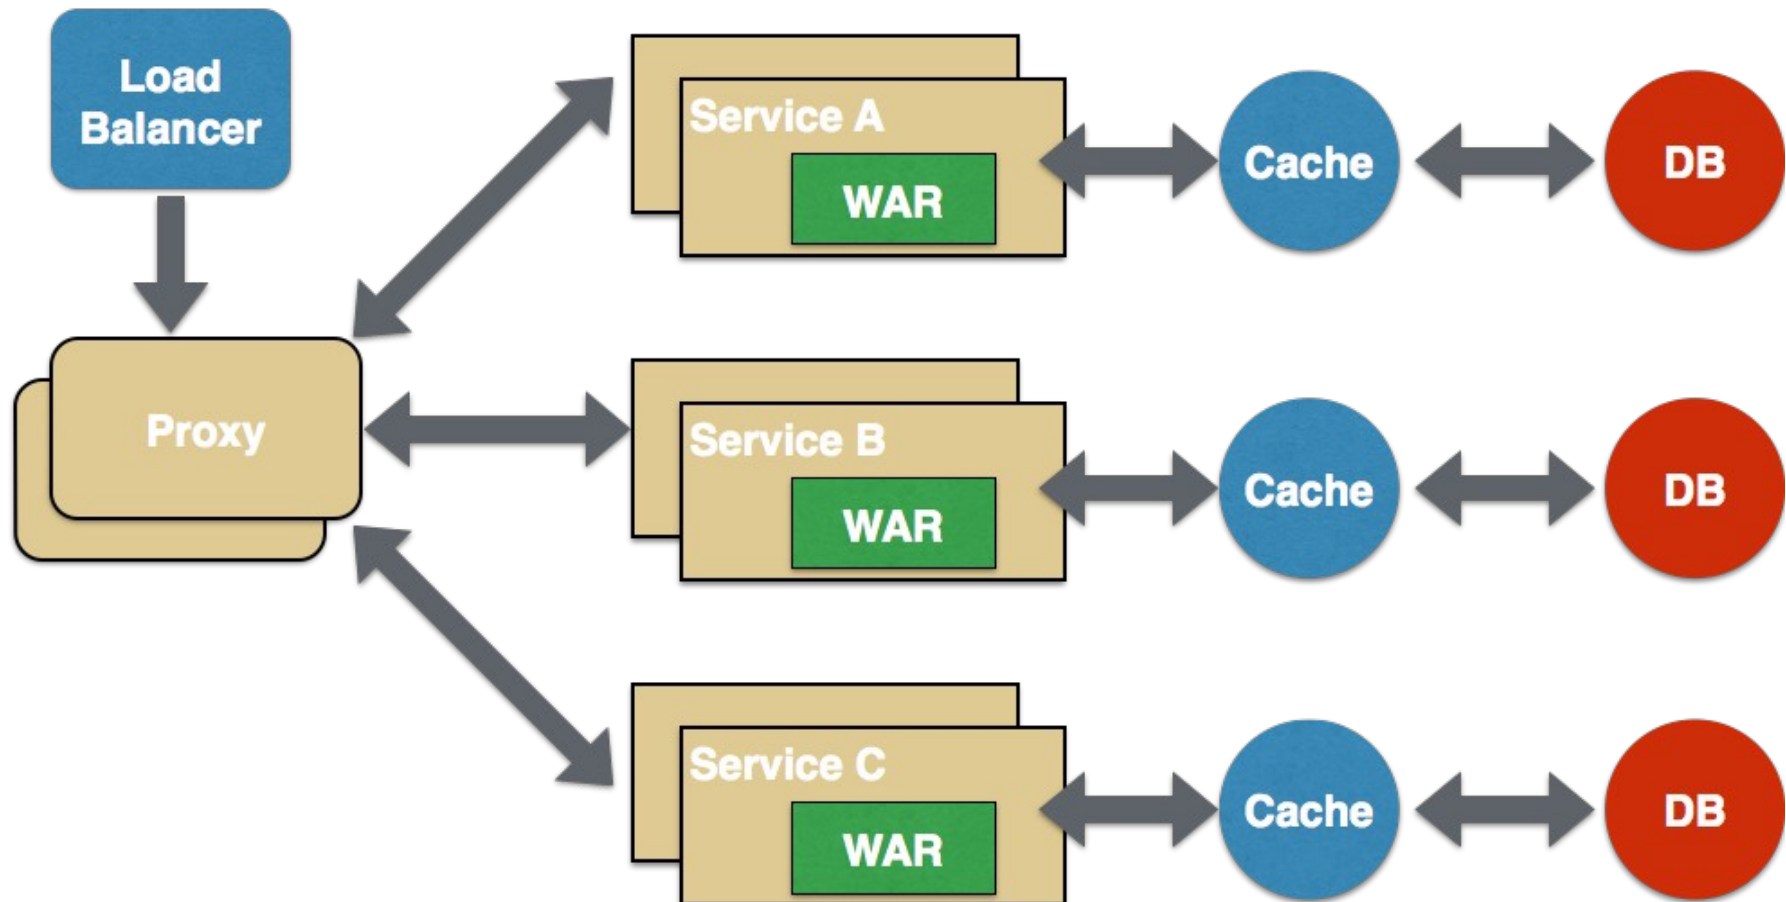 Load
Balancer
Proxy
Service A
WAR
Cache
DB
Service B
WAR
Cache
DB
Service C
WAR
Cache
DB